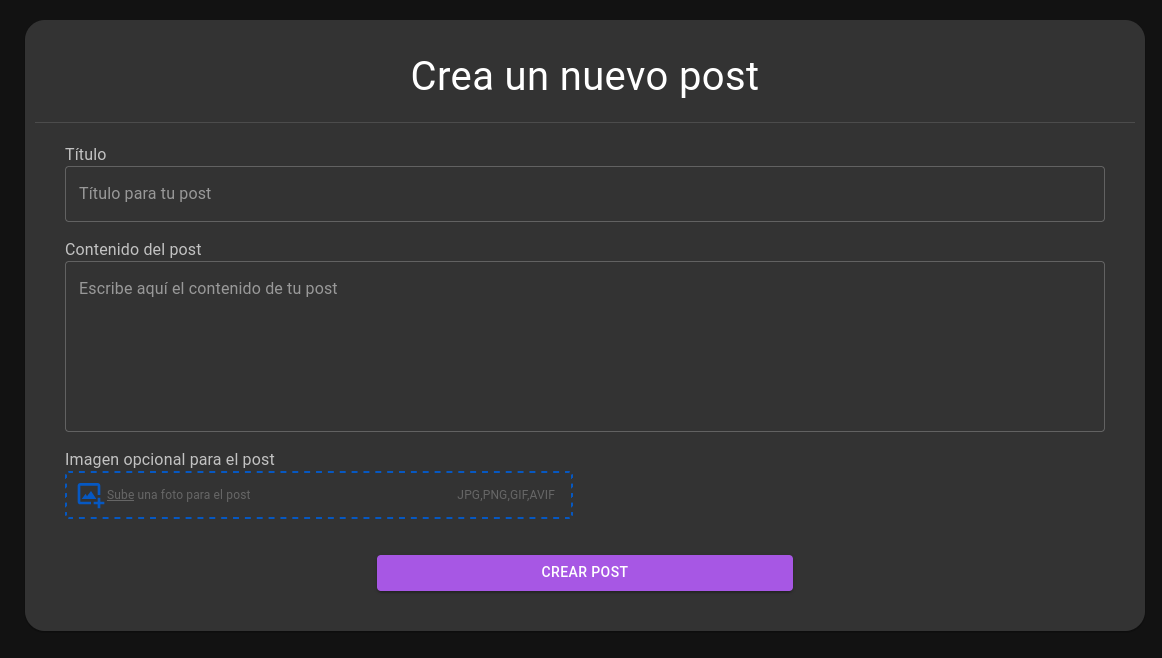 Crea un nuevo post
Título
Título para tu post
Contenido del post
Escribe aquí el contenido de tu post
Imagen opcional para el post
Sube una foto para el post JPG,PNG,GIF,AVIF
CREAR POST